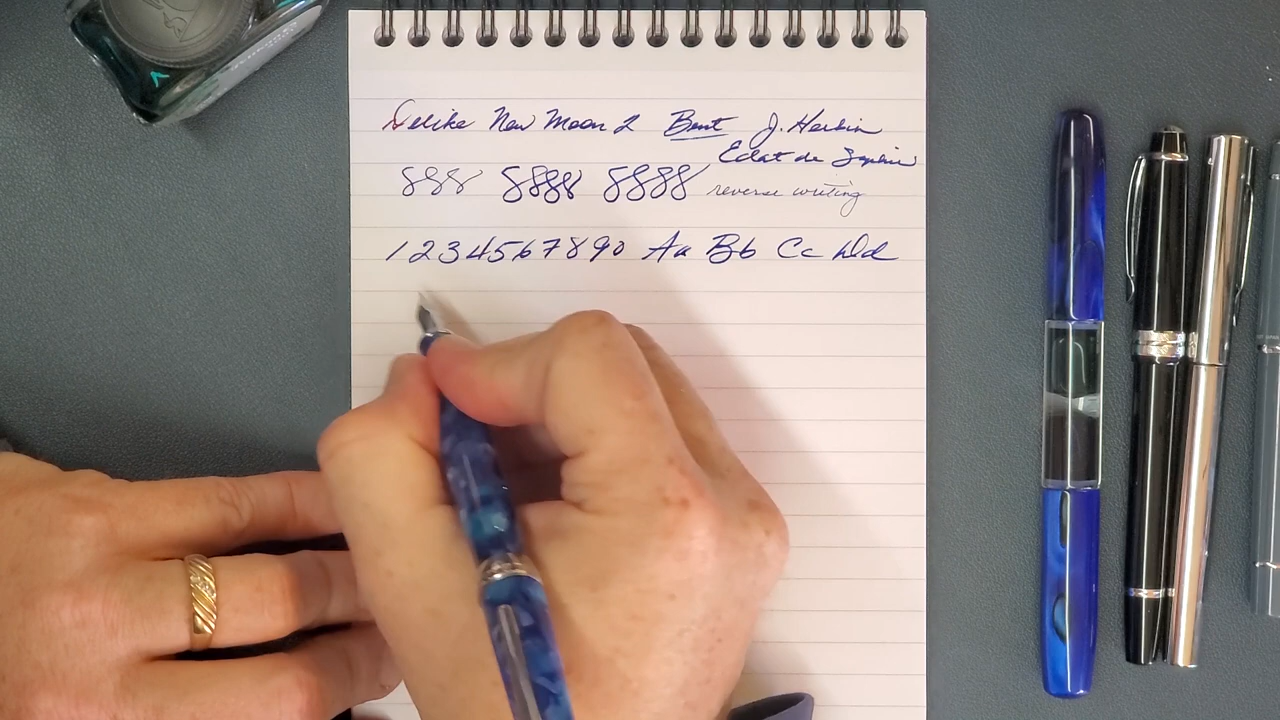 Delike New Moon 2 Bent J. Herbin
Eclat de Saphir
888 8888 8888 reverse writing
1234567890 Aa Bb Cc Dd